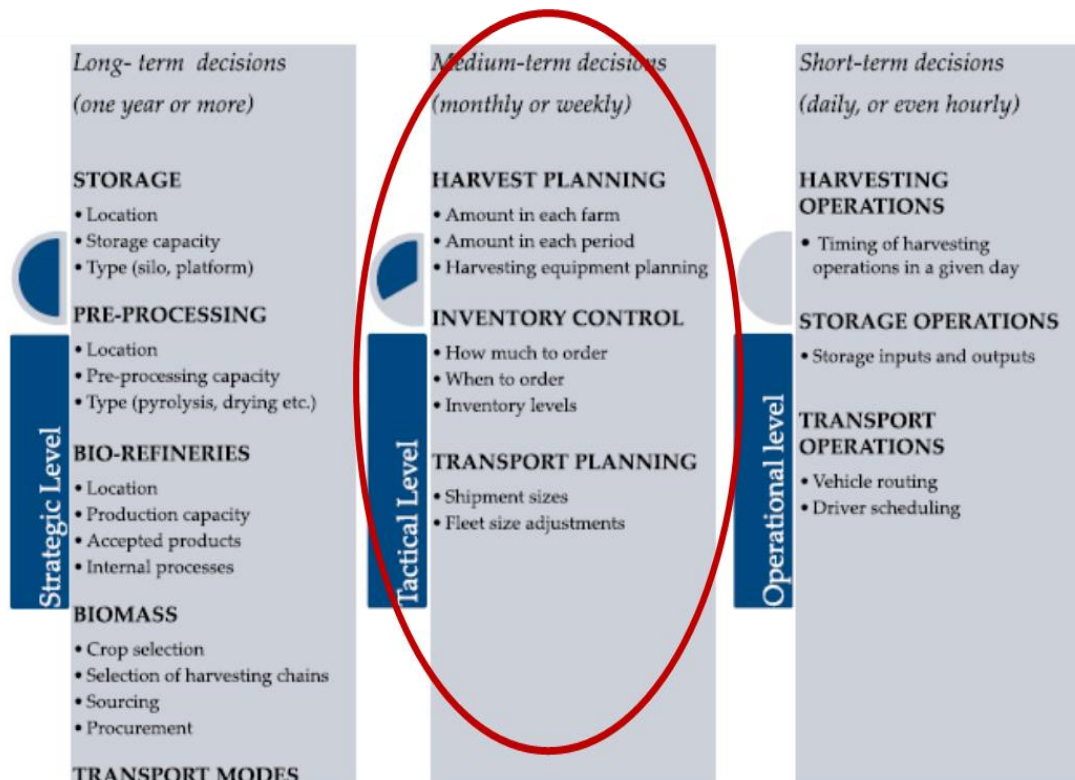 Long- term decisions
(one year or more)
STORAGE
• Location
• Storage capacity
• Type (silo, platform)
PRE-PROCESSING
• Location
• Pre-processing capacity
• Type (pyrolysis, drying etc.)
BIO-REFINERIES
• Location
• Production capacity
• Accepted products
• Internal processes
BIOMASS
• Crop selection
• Selection of harvesting chains
• Sourcing
• Procurement
TRANSPORT MODES
Strategic Level
Medium-term decisions
(monthly or weekly)
HARVEST PLANNING
• Amount in each farm
• Amount in each period
• Harvesting equipment planning
INVENTORY CONTROL
• How much to order
• When to order
• Inventory levels
TRANSPORT PLANNING
• Shipment sizes
• Fleet size adjustments
Tactical Level
Short-term decisions
(daily, or even hourly)
HARVESTING
OPERATIONS
• Timing of harvesting
operations in a given day
STORAGE OPERATIONS
• Storage inputs and outputs
TRANSPORT
OPERATIONS
• Vehicle routing
• Driver scheduling
Operational level